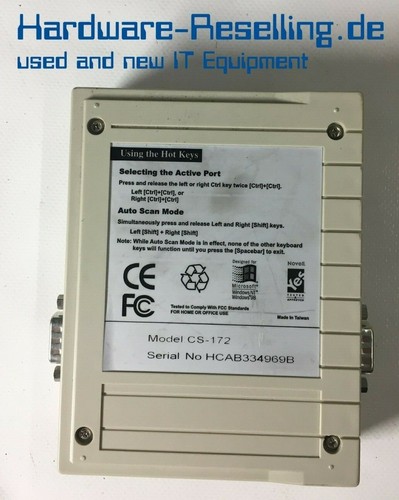 Hardware-Reselling.de
used and new IT Equipment
Using the Hot Keys
Selecting the Active Port
Press and release the left or right Ctrl key twice [Ctrl]+[Ctrl].
Left [Ctrl]+[Ctrl], or
Right [Ctrl]+[Ctrl]
Auto Scan Mode
Simultaneously press and release Left and Right [Shift] keys.
Left [Shift] + Right [Shift]
Note: While Auto Scan Mode is in effect, none of the other keyboard
keys will function until you press the [Spacebar] to exit.
CE
FC
Designed for
Microsoft
Windows NT
Windows 98
NOVELL
YES
TESTED
Tested to Comply With FCC Standards
FOR HOME OR OFFICE USE
Made in Taiwan
Model CS-172
Serial No HCAB334969B